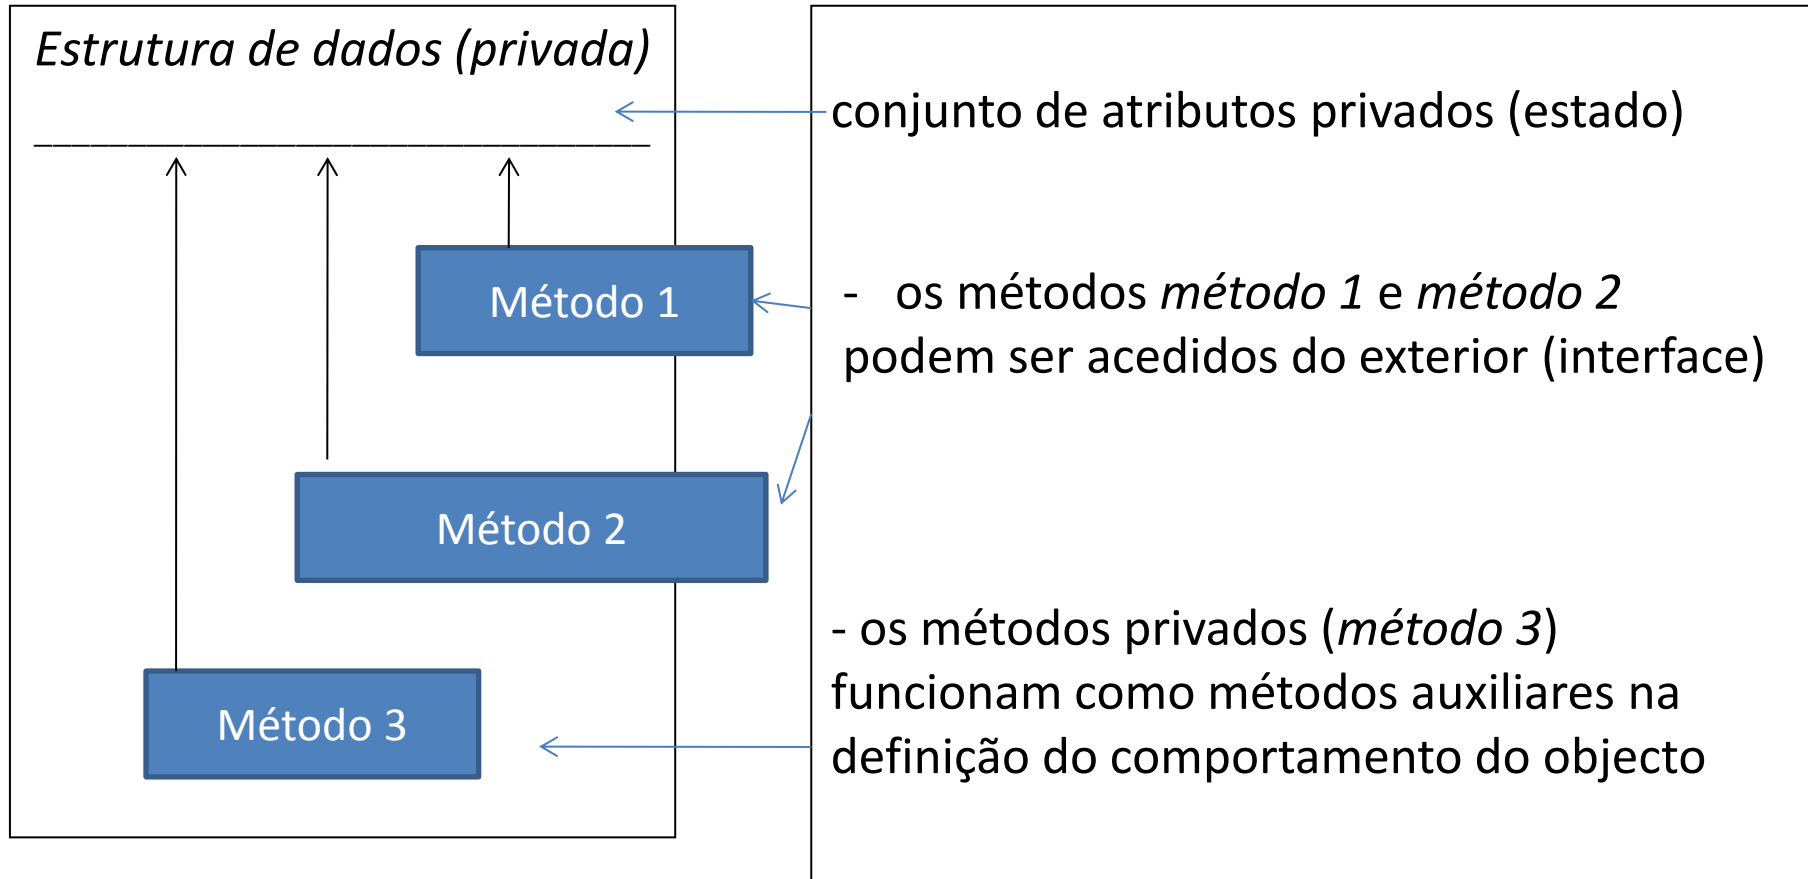 Estrutura de dados (privada)
conjunto de atributos privados (estado)
Método 1
- os métodos método 1 e método 2
podem ser acedidos do exterior (interface)
Método 2
- os métodos privados (método 3)
funcionam como métodos auxiliares na
definição do comportamento do objecto
Método 3